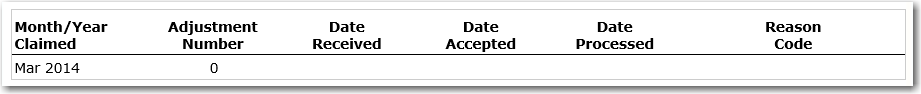 Month/Year Adjustment Date Date Date Reason
Claimed Number Received Accepted Processed Code
Mar 2014 0